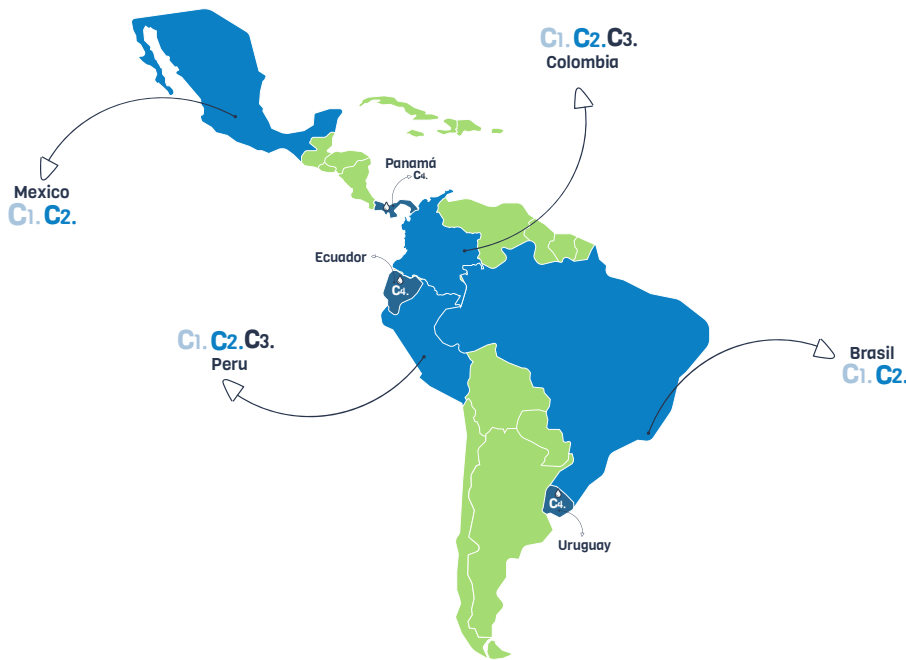 C1. C2. C3.
Colombia
Panamá
C4.
Mexico
C1. C2.
Ecuador
C4.
C1. C2. C3.
Peru
Brasil
C1. C2.
C4.
Uruguay